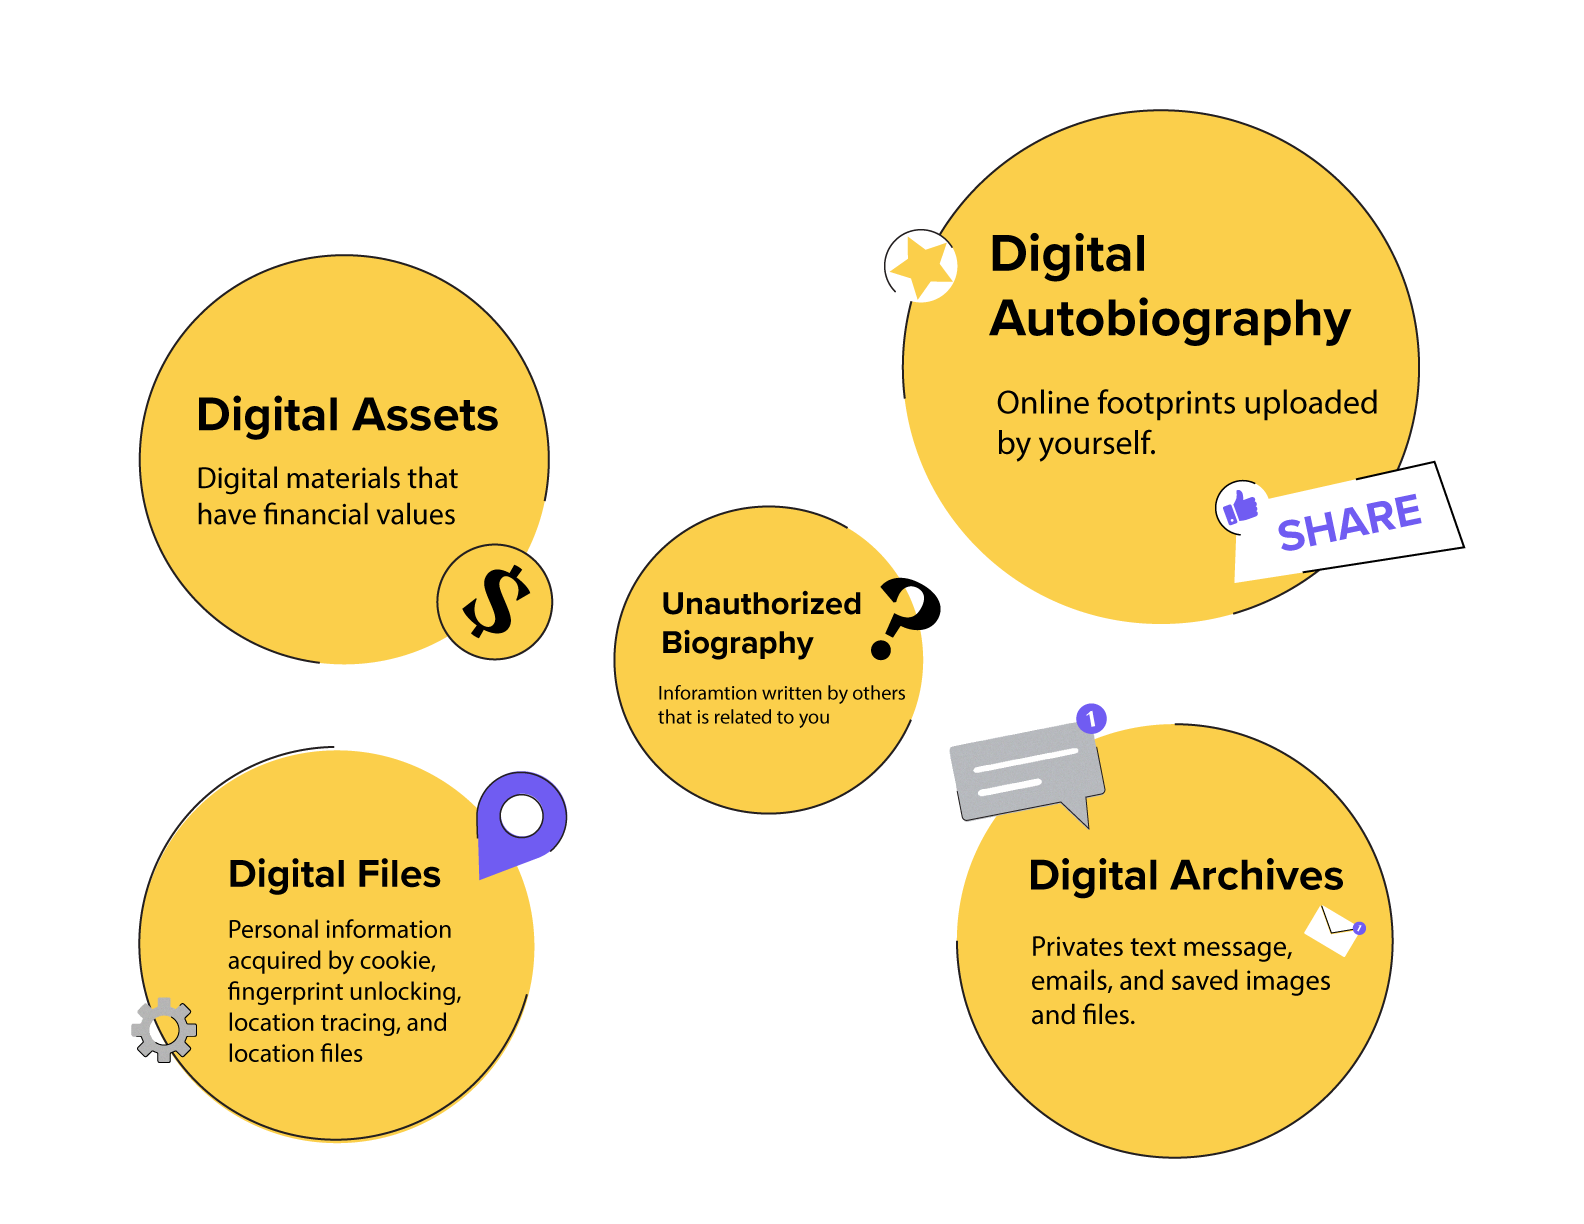 Digital Assets
Digital materials that
have financial values
$
Digital
Autobiography
Online footprints uploaded
by yourself.
SHARE
Unauthorized
Biography
?
Inforamtion written by others
that is related to you
Digital Files
Personal information
acquired by cookie,
fingerprint unlocking,
location tracing, and
location files
1
Digital Archives
Privates text message,
emails, and saved images
and files.
1